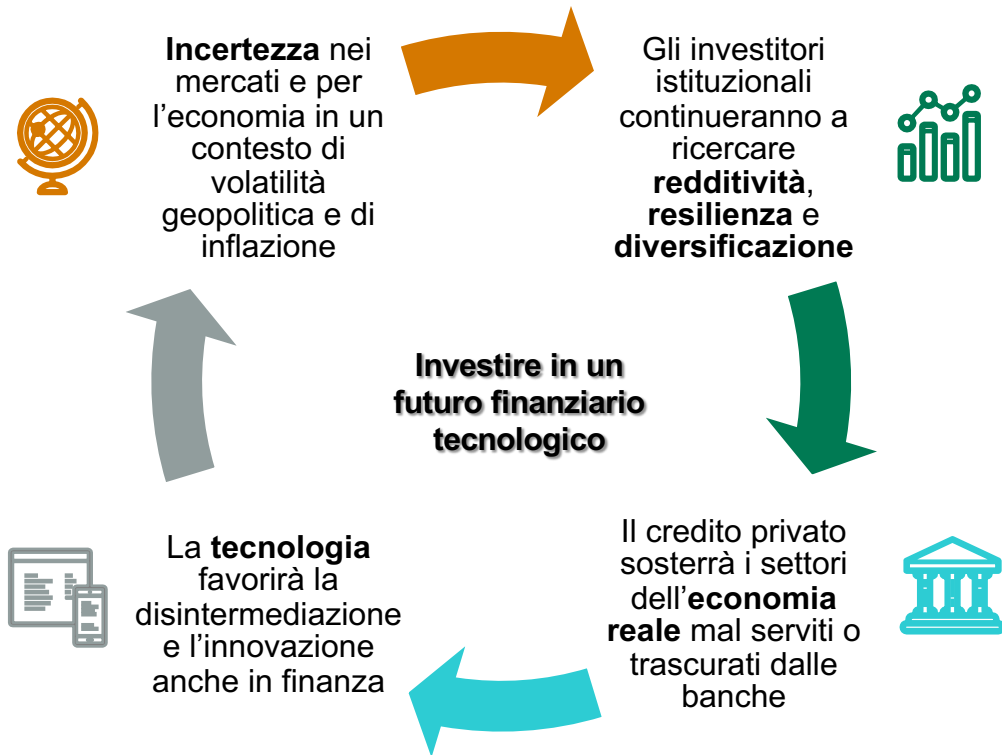 Incertezza nei
mercati e per
l’economia in un
contesto di
volatilità
geopolitica e di
inflazione
Gli investitori
istituzionali
continueranno a
ricercare
redditività,
resilienza e
diversificazione
Investire in un
futuro finanziario
tecnologico
Il credito privato
sosterrà i settori
dell’economia
reale mal serviti o
trascurati dalle
banche
La tecnologia
favorirà la
disintermediazione
e l’innovazione
anche in finanza